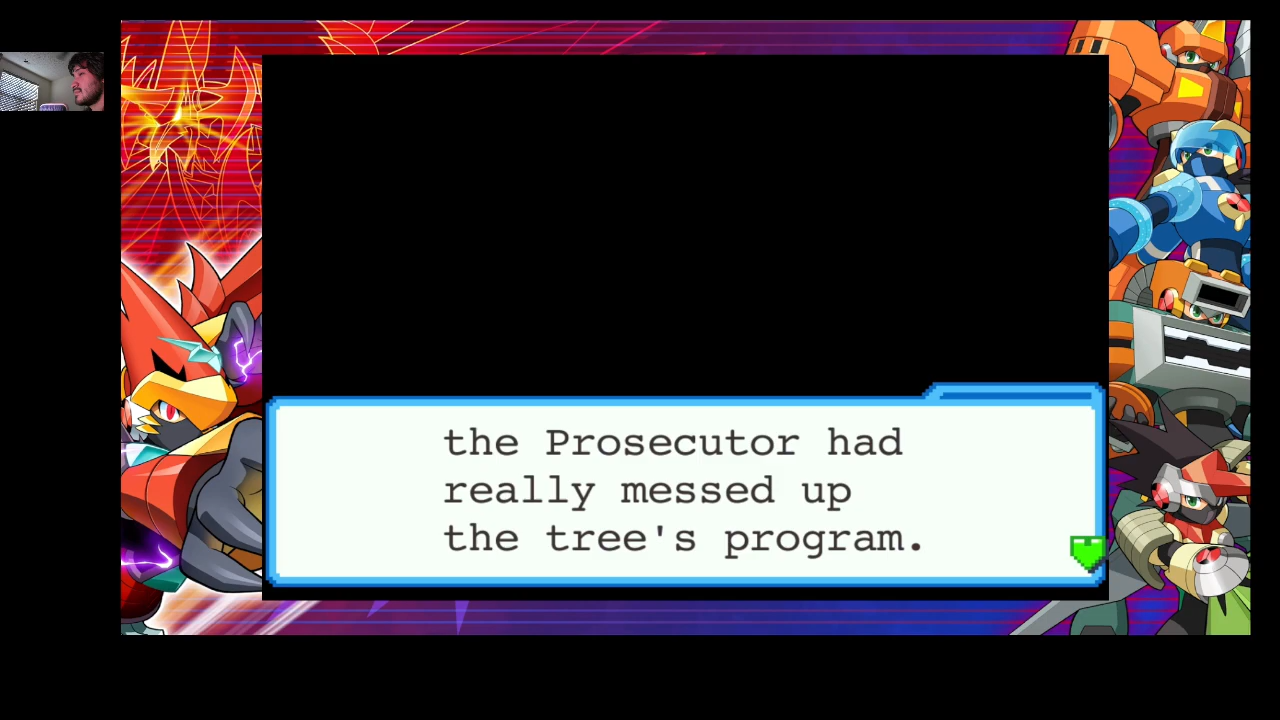 the Prosecutor had
really messed up
the tree's program.